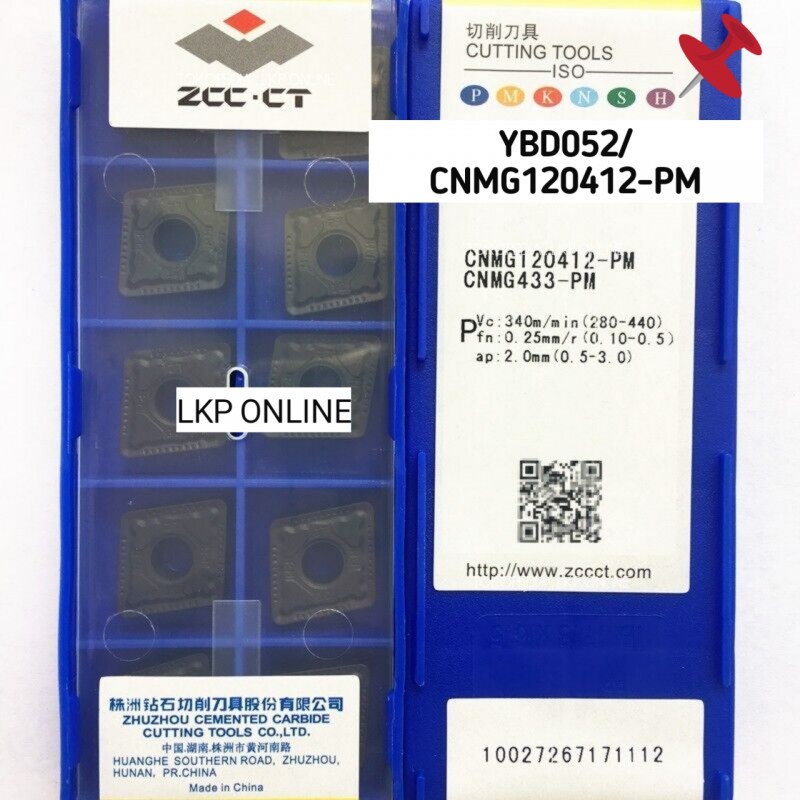 ZCC·CT
切削刀具
CUTTING TOOLS
ISO
P M K N S H
YBD052/
CNMG120412-PM
CNMG120412-PM
CNMG433-PM
P
Vc:340m/min(280-440)
fn:0.25mm/r(0.10-0.5)
ap:2.0mm(0.5-3.0)
LKP ONLINE
http://www.zccct.com
株洲钻石切削刀具股份有限公司
ZHUZHOU CEMENTED CARBIDE
CUTTING TOOLS CO.,LTD.
中国.湖南.株洲市黄河南路
HUANGHE SOUTHERN ROAD, ZHUZHOU,
HUNAN, PR.CHINA
Made in China
10027267171112